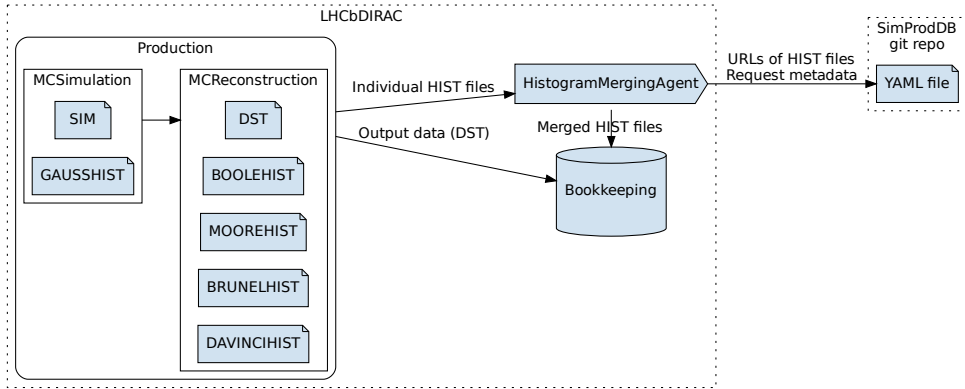 LHCbDIRAC
Production
MCSimulation
SIM
GAUSSHIST
MCReconstruction
DST
BOOLEHIST
MOOREHIST
BRUNELHIST
DAVINCIHIST
Individual HIST files
Output data (DST)
HistogramMergingAgent
Merged HIST files
Bookkeeping
URLs of HIST files
Request metadata
SimProdDB
git repo
YAML file